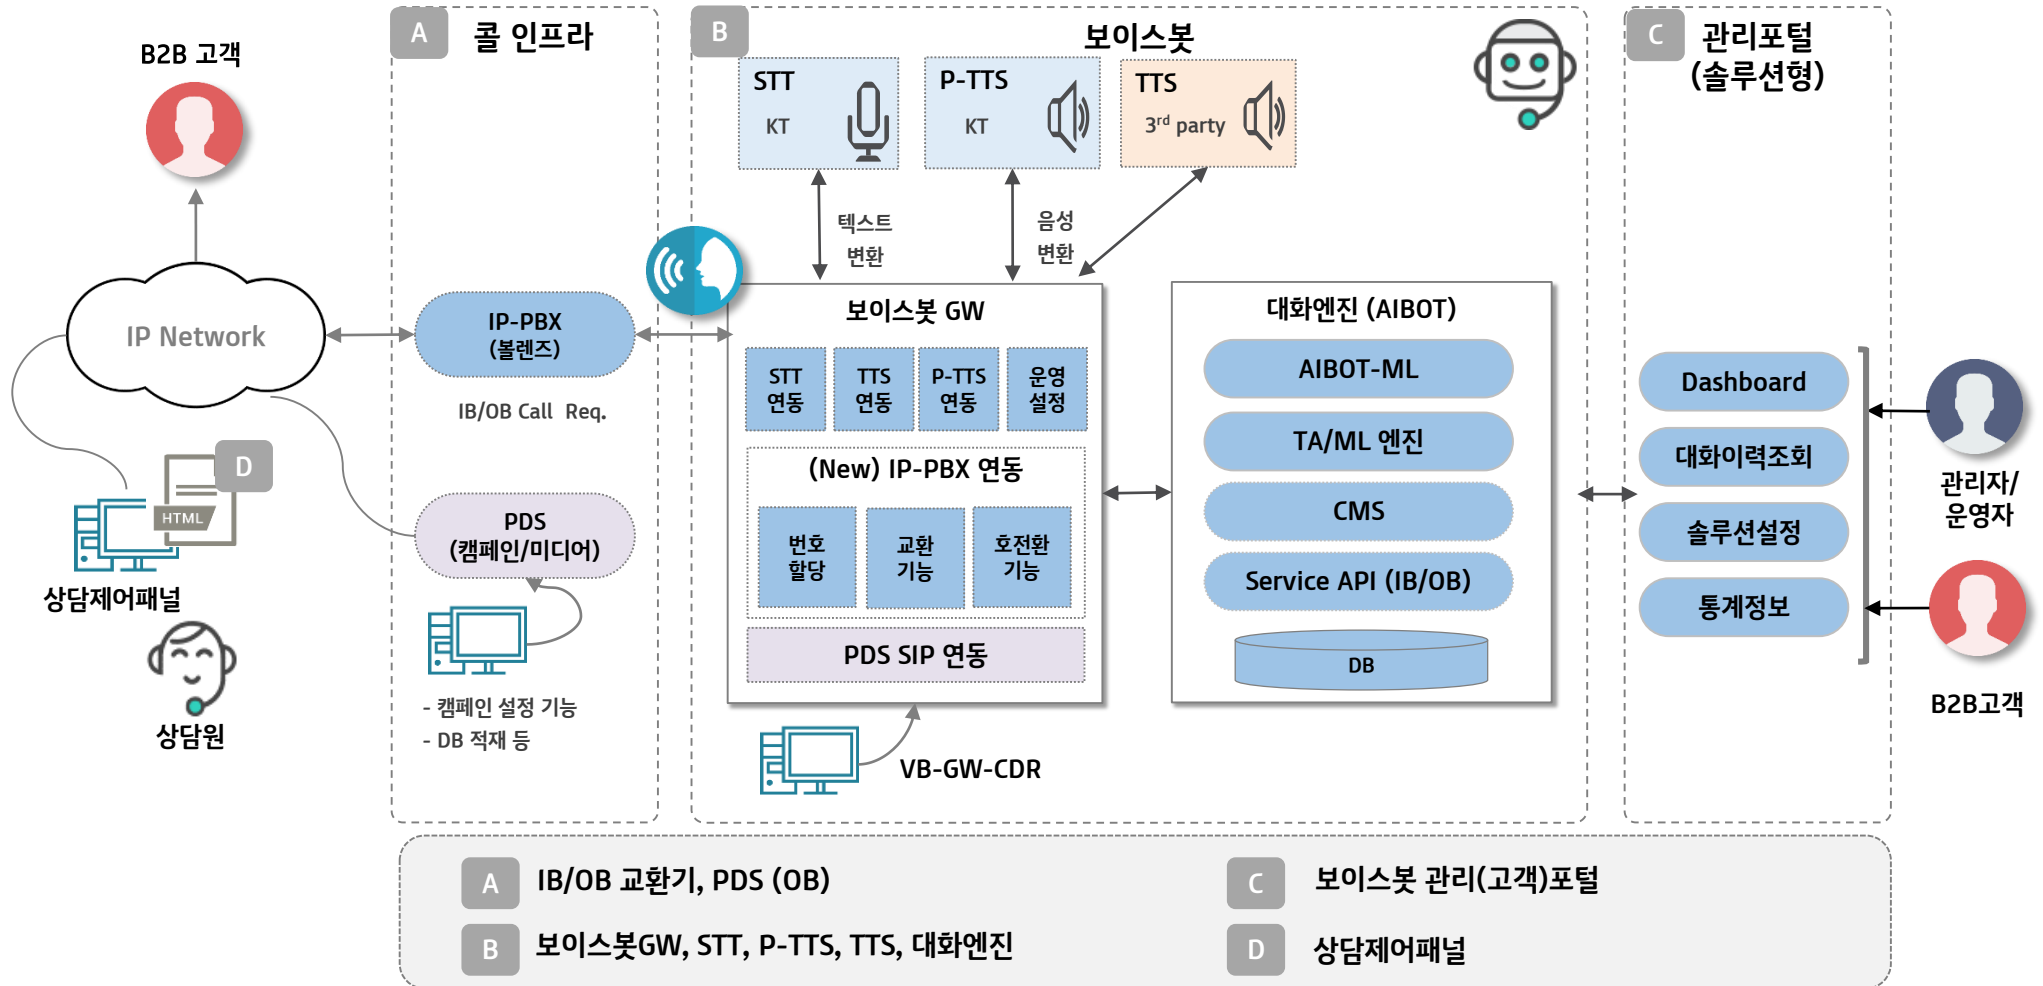 B2B 고객
IP Network
D
HTML
상담제어패널
상담원
A
콜 인프라
IP-PBX
(볼렌즈)
IB/OB Call Req.
PDS
(캠페인/미디어)
- 캠페인 설정 기능
- DB 적재 등
B
보이스봇
STT
KT
P-TTS
KT
TTS
3rd party
텍스트
변환
음성
변환
보이스봇 GW
STT
연동
TTS
연동
P-TTS
연동
운영
설정
(New) IP-PBX 연동
번호
할당
교환
기능
호전환
기능
PDS SIP 연동
VB-GW-CDR
대화엔진 (AIBOT)
AIBOT-ML
TA/ML 엔진
CMS
Service API (IB/OB)
DB
C
관리포털
(솔루션형)
Dashboard
대화이력조회
솔루션설정
통계정보
관리자/
운영자
B2B고객
A
IB/OB 교환기, PDS (OB)
B
보이스봇GW, STT, P-TTS, TTS, 대화엔진
C
보이스봇 관리(고객)포털
D
상담제어패널